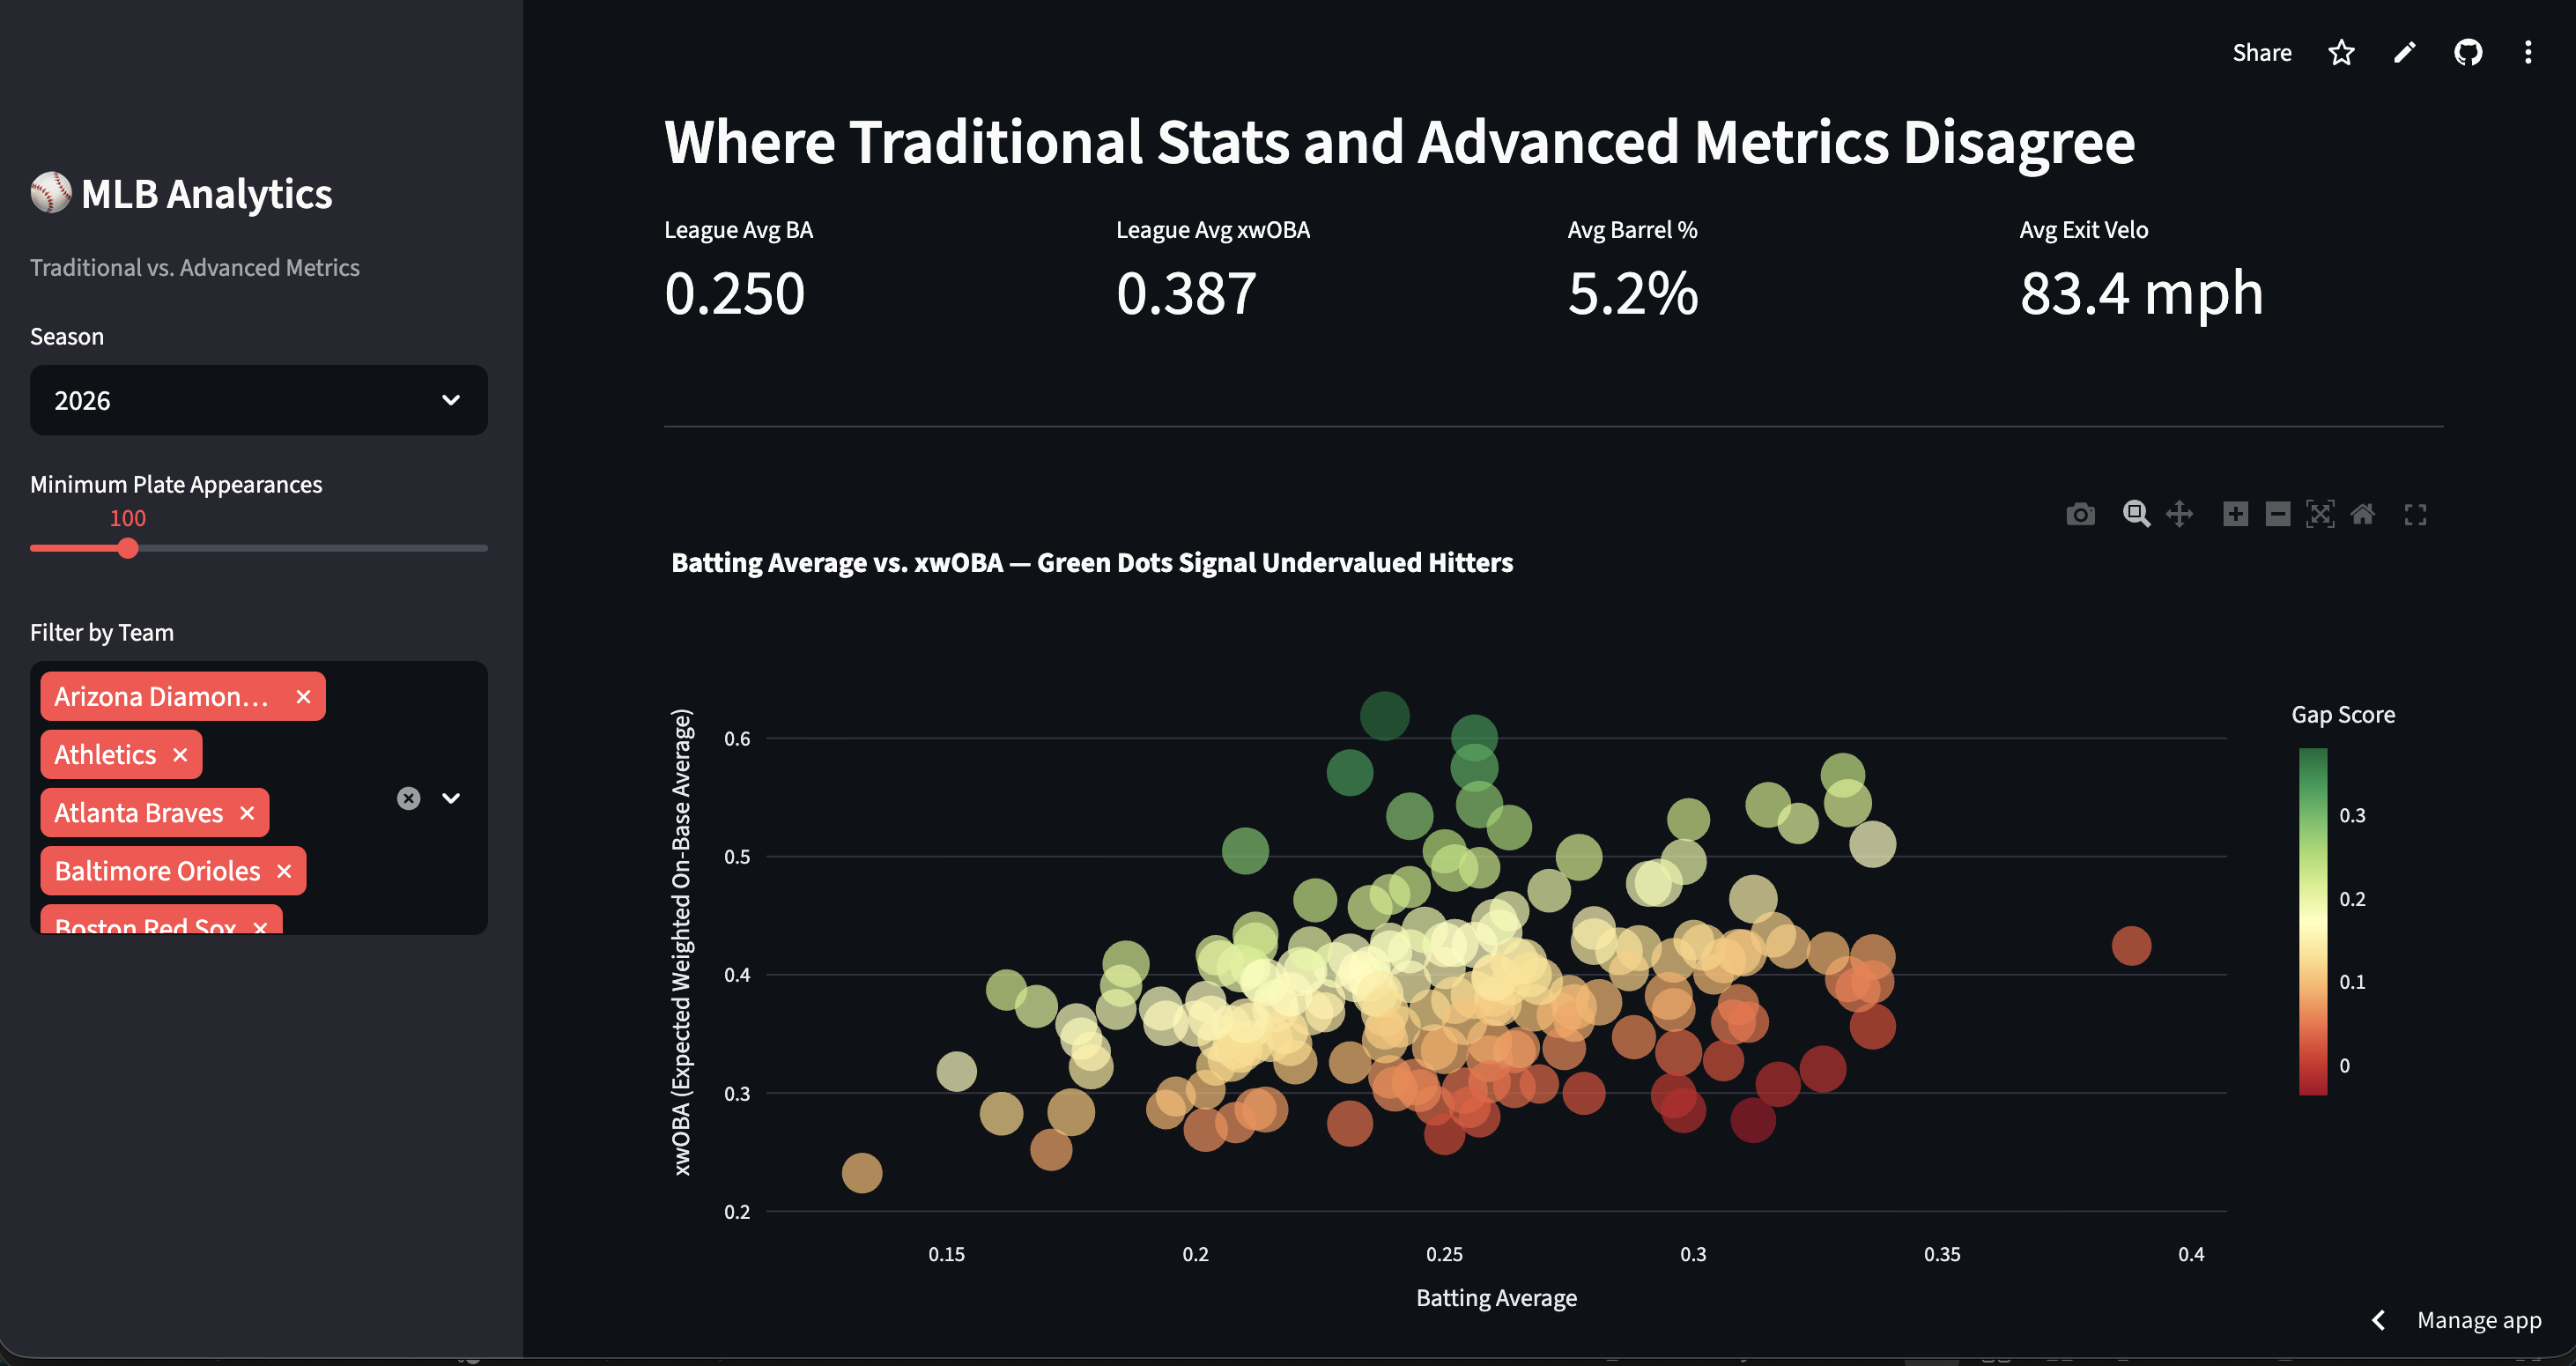 Share
MLB Analytics
Traditional vs. Advanced Metrics
Season
2026
Minimum Plate Appearances
100
Filter by Team
Arizona Diamon...
Athletics
Atlanta Braves
Baltimore Orioles
Boston Red Sox
Where Traditional Stats and Advanced Metrics Disagree
League Avg BA
0.250
League Avg xwOBA
0.387
Avg Barrel %
5.2%
Avg Exit Velo
83.4 mph
Batting Average vs. xwOBA — Green Dots Signal Undervalued Hitters
xwOBA (Expected Weighted On-Base Average)
0.6
0.5
0.4
0.3
0.2
0.15
0.2
0.25
0.3
0.35
0.4
Batting Average
Gap Score
0.3
0.2
0.1
0
Manage app